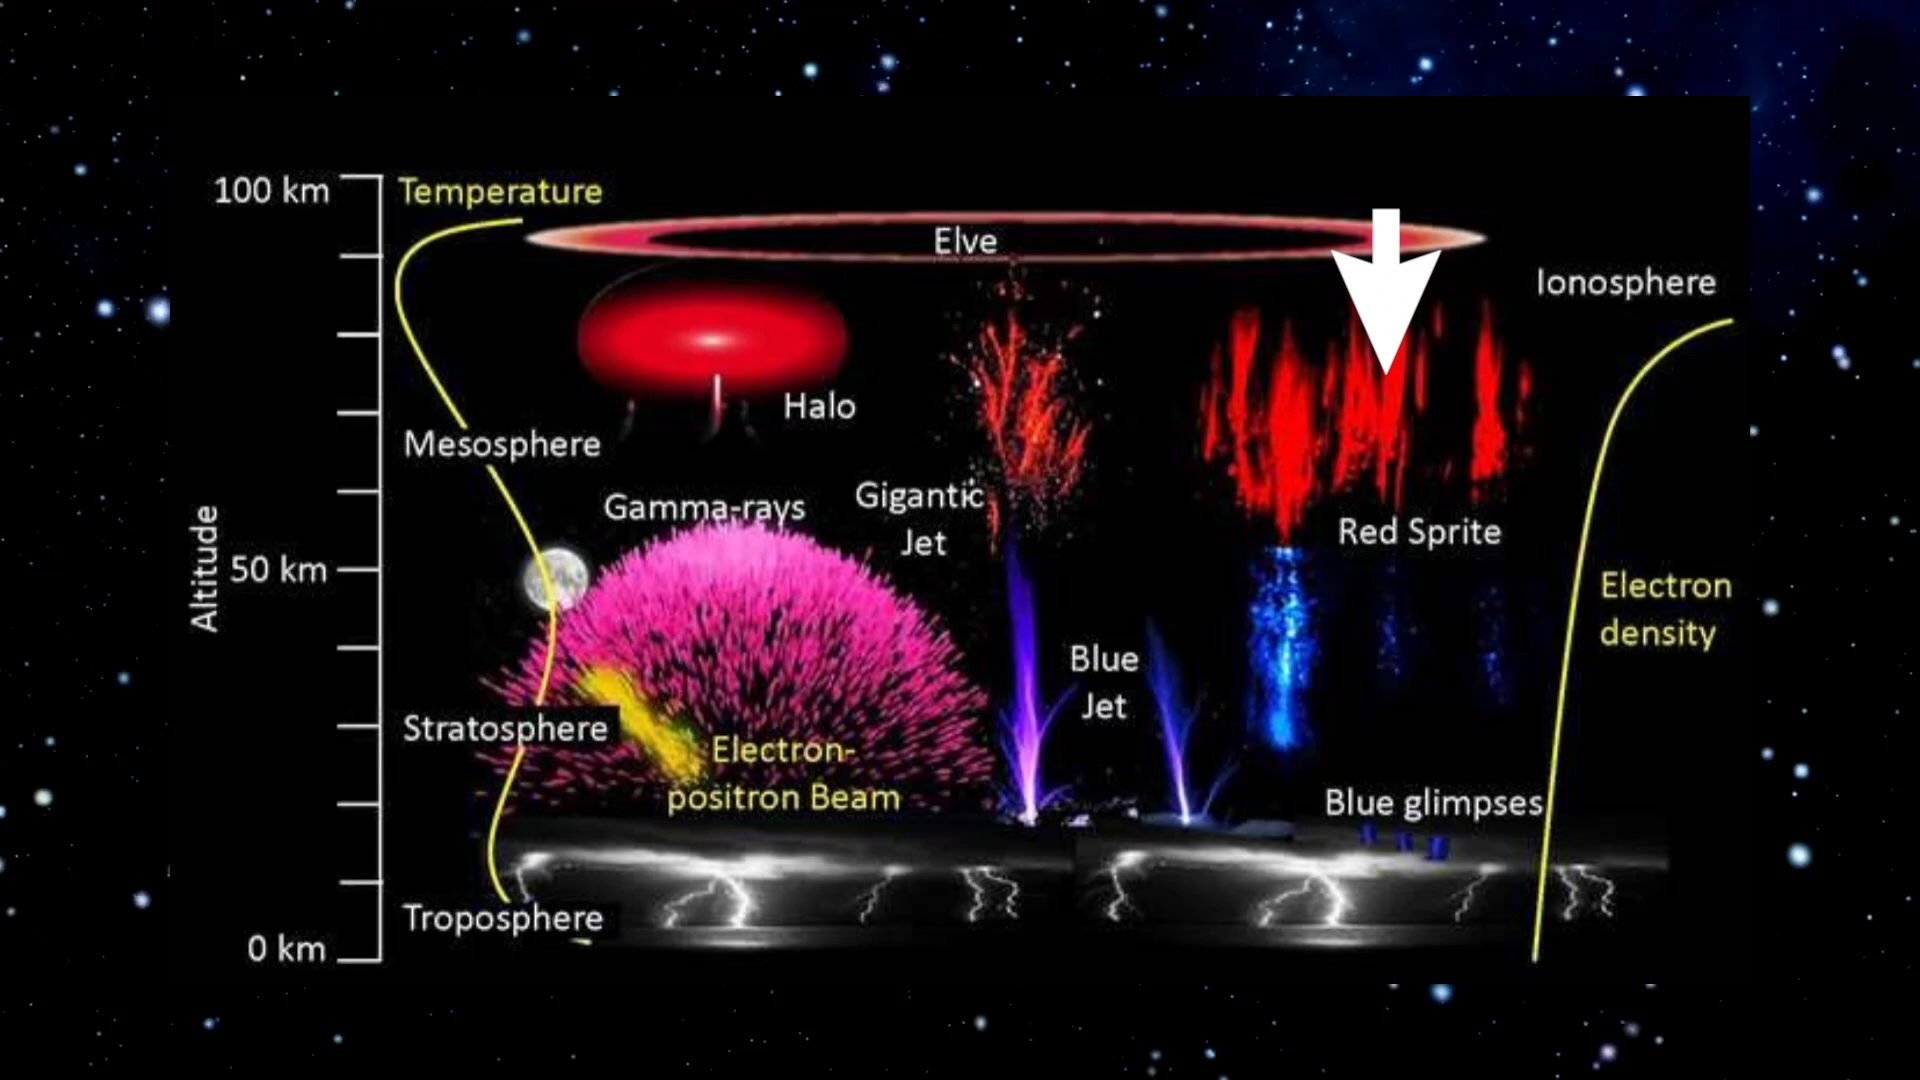 100 km
Temperature
Elve
Ionosphere
Halo
Mesosphere
Gamma-rays
Gigantic
Jet
Red Sprite
Altitude
50 km
Electron
density
Blue
Jet
Stratosphere
Electron-
positron Beam
Blue glimpses
Troposphere
0 km